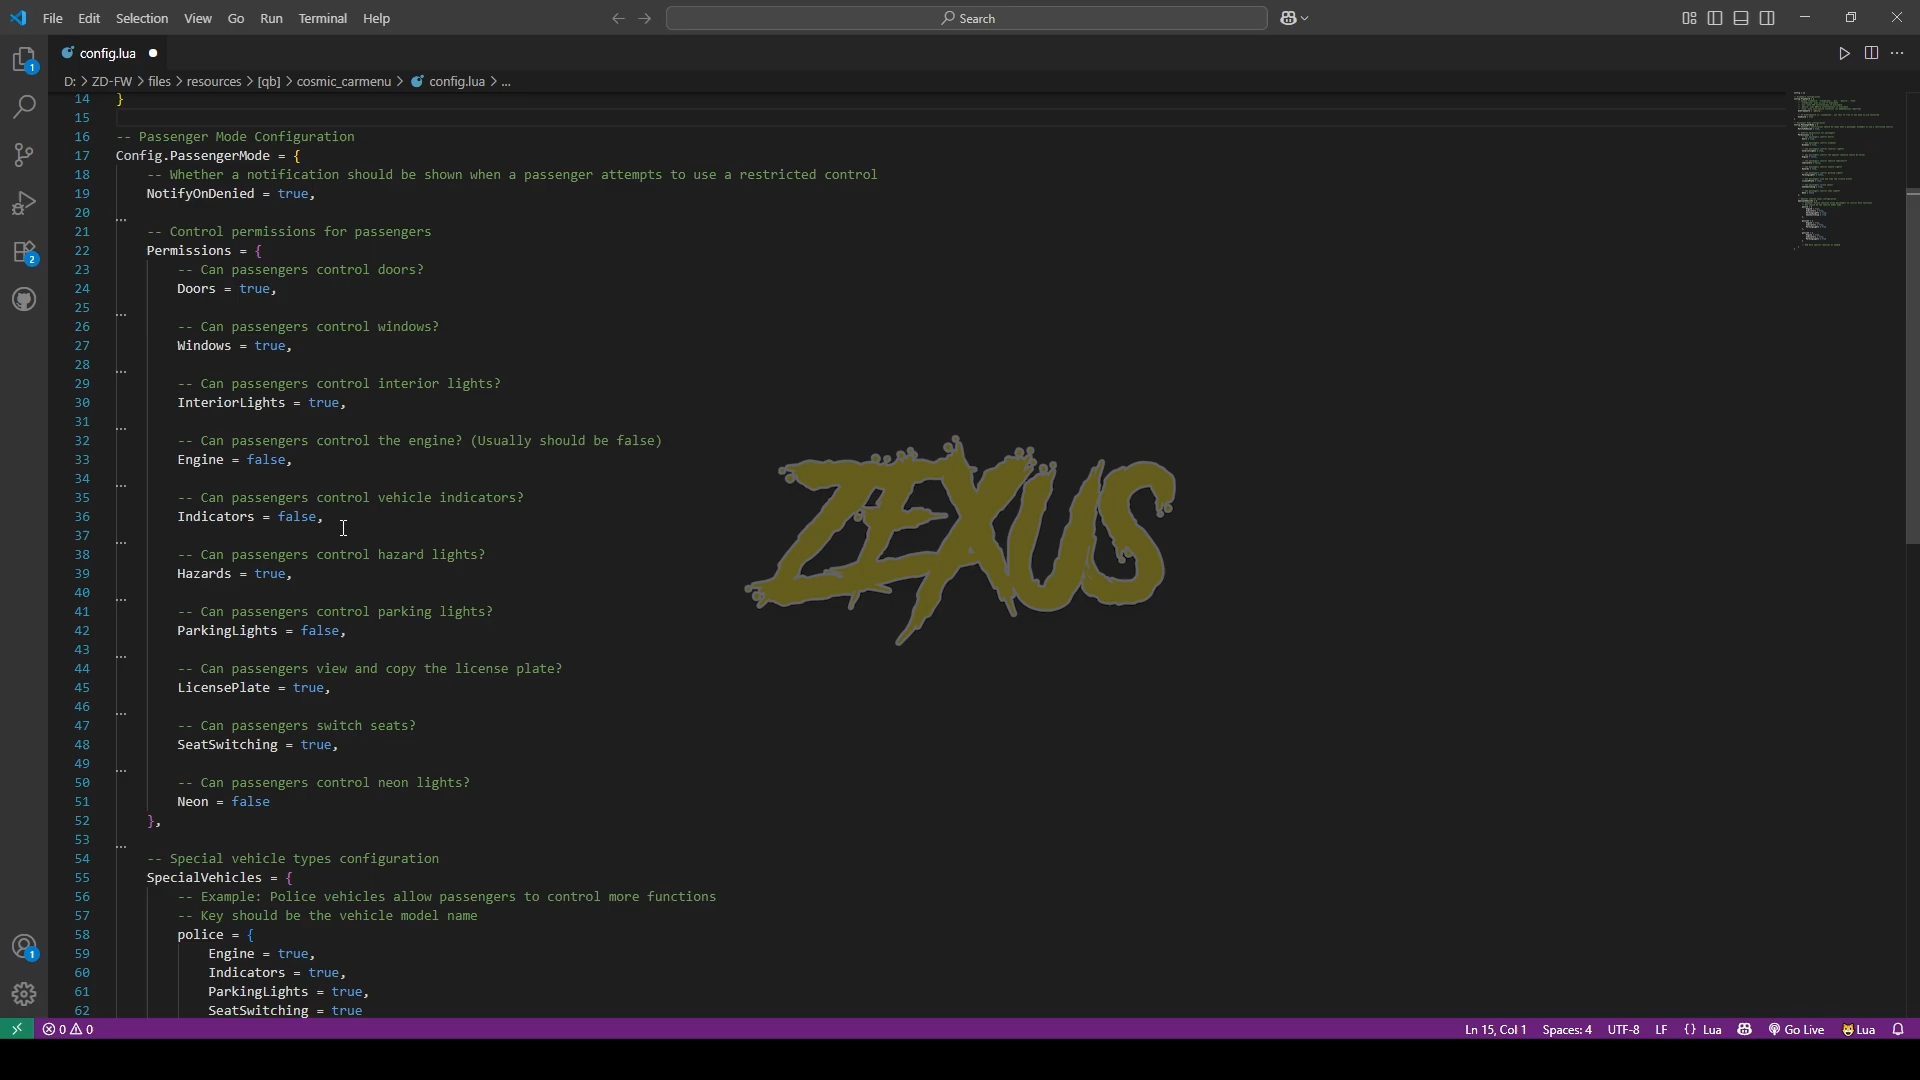 File Edit Selection View Go Run Terminal Help
Search
config.lua
D: > ZD-FW > files > resources > [qb] > cosmic_carmenu > config.lua > ...
14 }
15
16 -- Passenger Mode Configuration
17 Config.PassengerMode = {
18 -- Whether a notification should be shown when a passenger attempts to use a restricted control
19 NotifyOnDenied = true,
20 ...
21 -- Control permissions for passengers
22 Permissions = {
23 -- Can passengers control doors?
24 Doors = true,
25 ...
26 -- Can passengers control windows?
27 Windows = true,
28 ...
29 -- Can passengers control interior lights?
30 InteriorLights = true,
31 ...
32 -- Can passengers control the engine? (Usually should be false)
33 Engine = false,
34 ...
35 -- Can passengers control vehicle indicators?
36 Indicators = false,
37 ...
38 -- Can passengers control hazard lights?
39 Hazards = true,
40 ...
41 -- Can passengers control parking lights?
42 ParkingLights = false,
43 ...
44 -- Can passengers view and copy the license plate?
45 LicensePlate = true,
46 ...
47 -- Can passengers switch seats?
48 SeatSwitching = true,
49 ...
50 -- Can passengers control neon lights?
51 Neon = false
52 },
53 ...
54 -- Special vehicle types configuration
55 SpecialVehicles = {
56 -- Example: Police vehicles allow passengers to control more functions
57 -- Key should be the vehicle model name
58 police = {
59 Engine = true,
60 Indicators = true,
61 ParkingLights = true,
62 SeatSwitching = true
ZEXUS
1
2
1
0 0
Ln 15, Col 1 Spaces: 4 UTF-8 LF {} Lua Go Live Lua